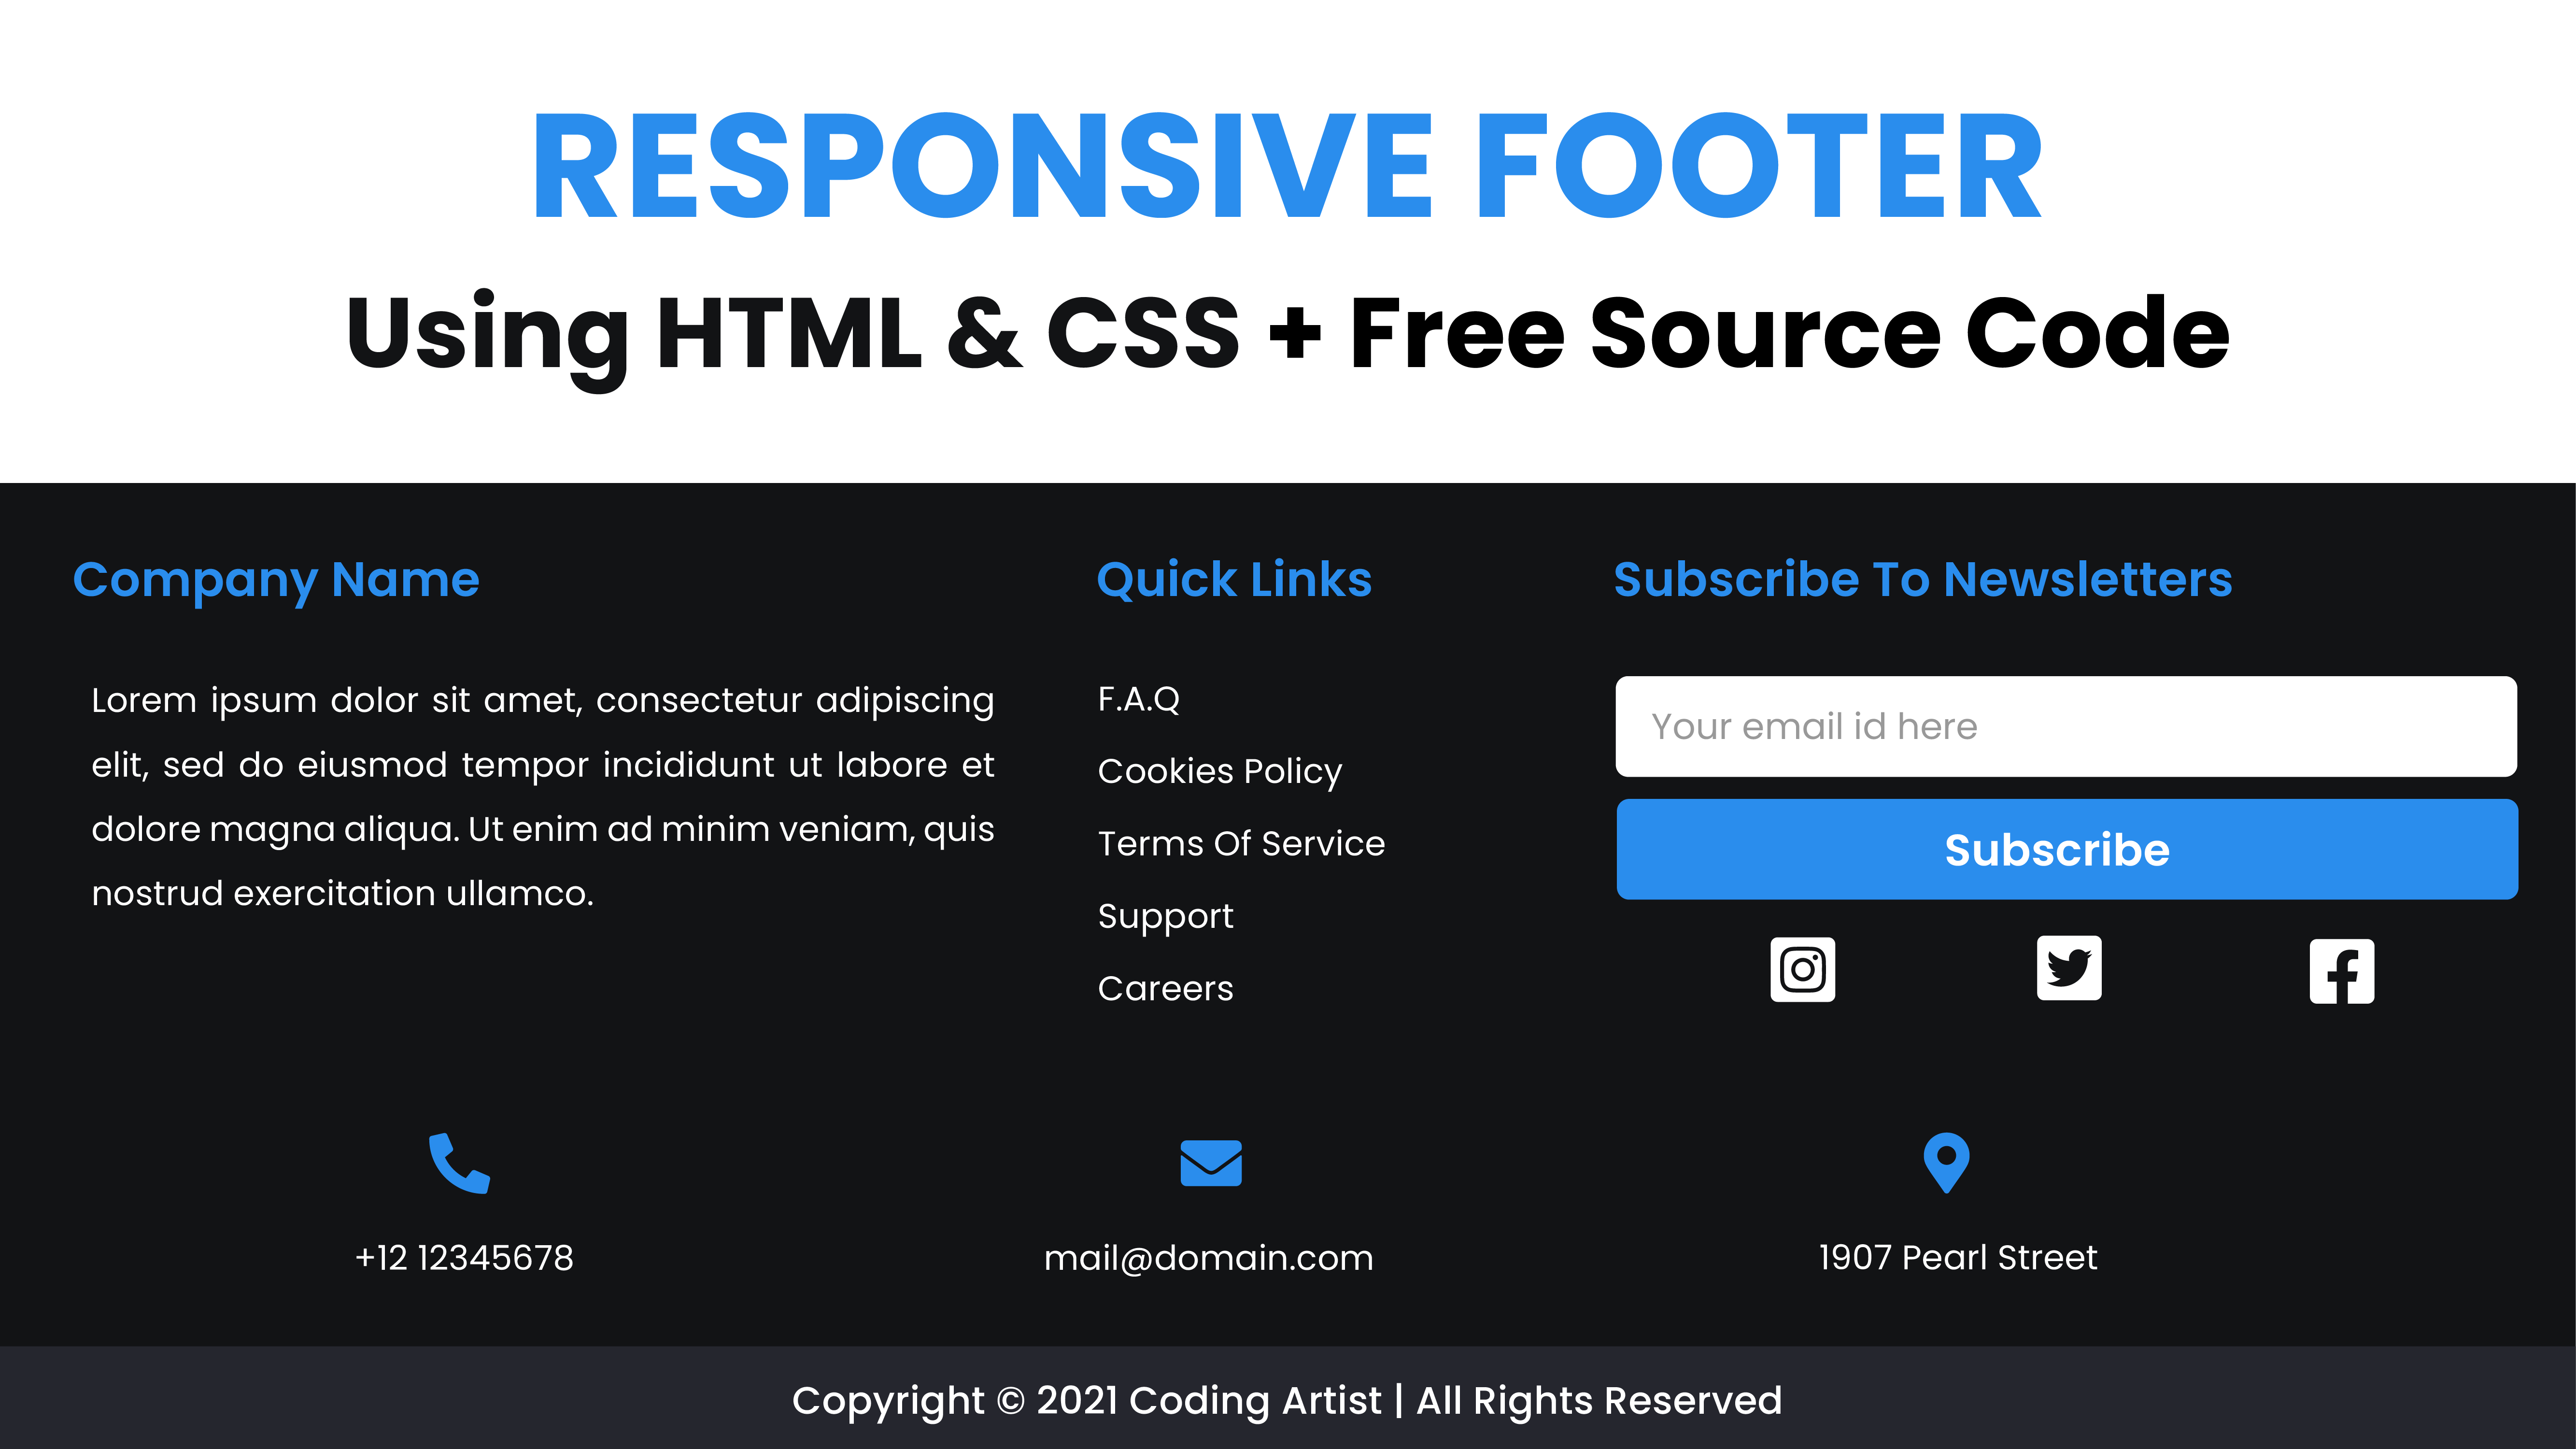 RESPONSIVE FOOTER
Using HTML & CSS + Free Source Code
Company Name
Lorem ipsum dolor sit amet, consectetur adipiscing
elit, sed do eiusmod tempor incididunt ut labore et
dolore magna aliqua. Ut enim ad minim veniam, quis
nostrud exercitation ullamco.
Quick Links
F.A.Q
Cookies Policy
Terms Of Service
Support
Careers
Subscribe To Newsletters
Your email id here
Subscribe
+12 12345678
mail@domain.com
1907 Pearl Street
Copyright © 2021 Coding Artist | All Rights Reserved